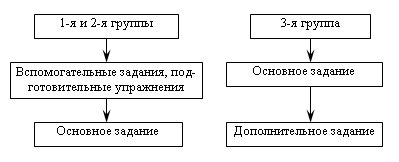 1-я и 2-я группы
Вспомогательные задания, под-
готовительные упражнения
Основное задание
3-я группа
Основное задание
Дополнительное задание